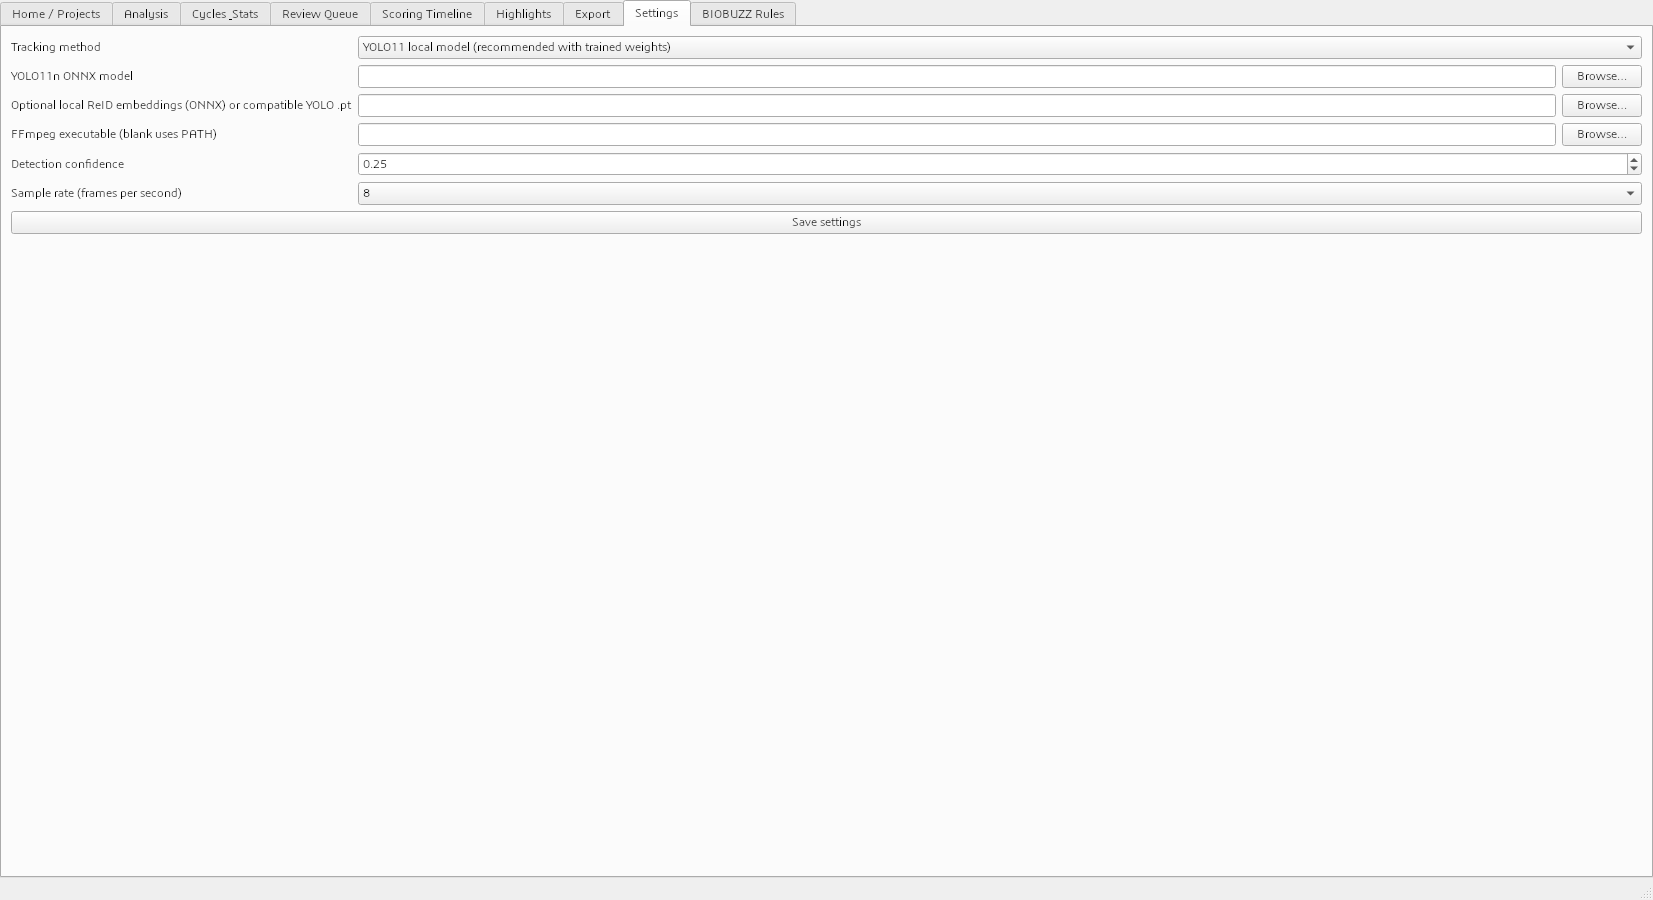 Home / Projects Analysis Cycles _Stats Review Queue Scoring Timeline Highlights Export Settings BIOBUZZ Rules
Tracking method YOLO11 local model (recommended with trained weights)
YOLO11n ONNX model Browse...
Optional local ReID embeddings (ONNX) or compatible YOLO .pt Browse...
FFmpeg executable (blank uses PATH) Browse...
Detection confidence 0.25
Sample rate (frames per second) 8
Save settings